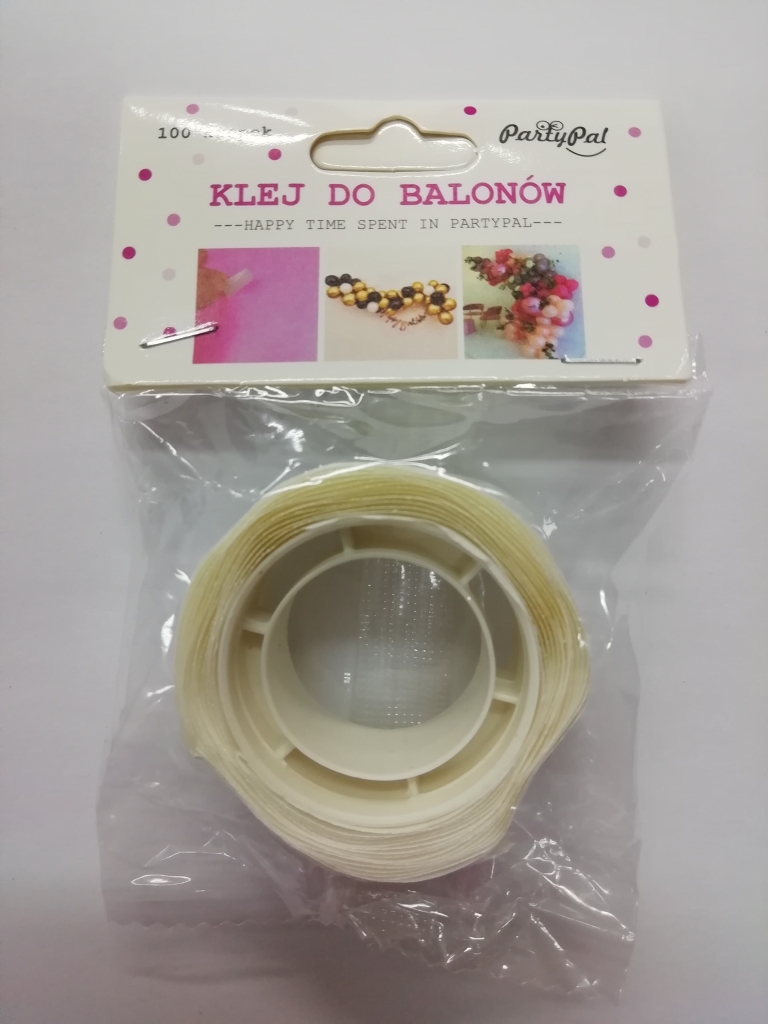 100
PartyPal
KLEJ DO BALONÓW
---HAPPY TIME SPENT IN PARTYPAL---